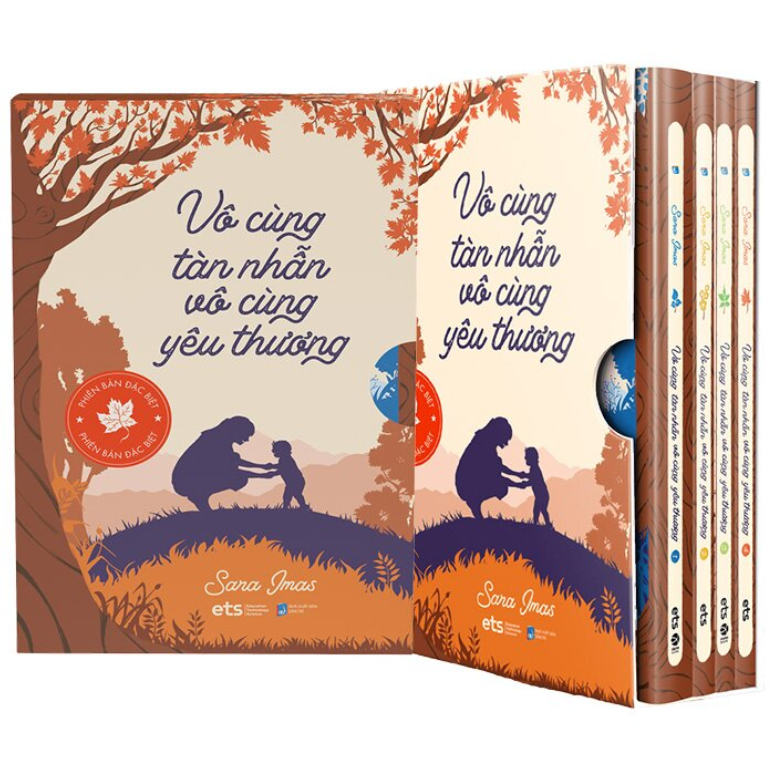 Vô cùng
tàn nhẫn
vô cùng
yêu thương
PHIÊN BẢN ĐẶC BIỆT
PHIÊN BẢN ĐẶC BIỆT
Sara Imas
ets
Vô cùng
tàn nhẫn
vô cùng
yêu thương
BẢN ĐẶC BIỆT
Sara Imas
ets
Sara Imas
Vô cùng tàn nhẫn vô cùng yêu thương
ets
Sara Imas
Vô cùng tàn nhẫn vô cùng yêu thương
ets
Sara Imas
Vô cùng tàn nhẫn vô cùng yêu thương
ets
Sara Imas
Vô cùng tàn nhẫn vô cùng yêu thương
ets